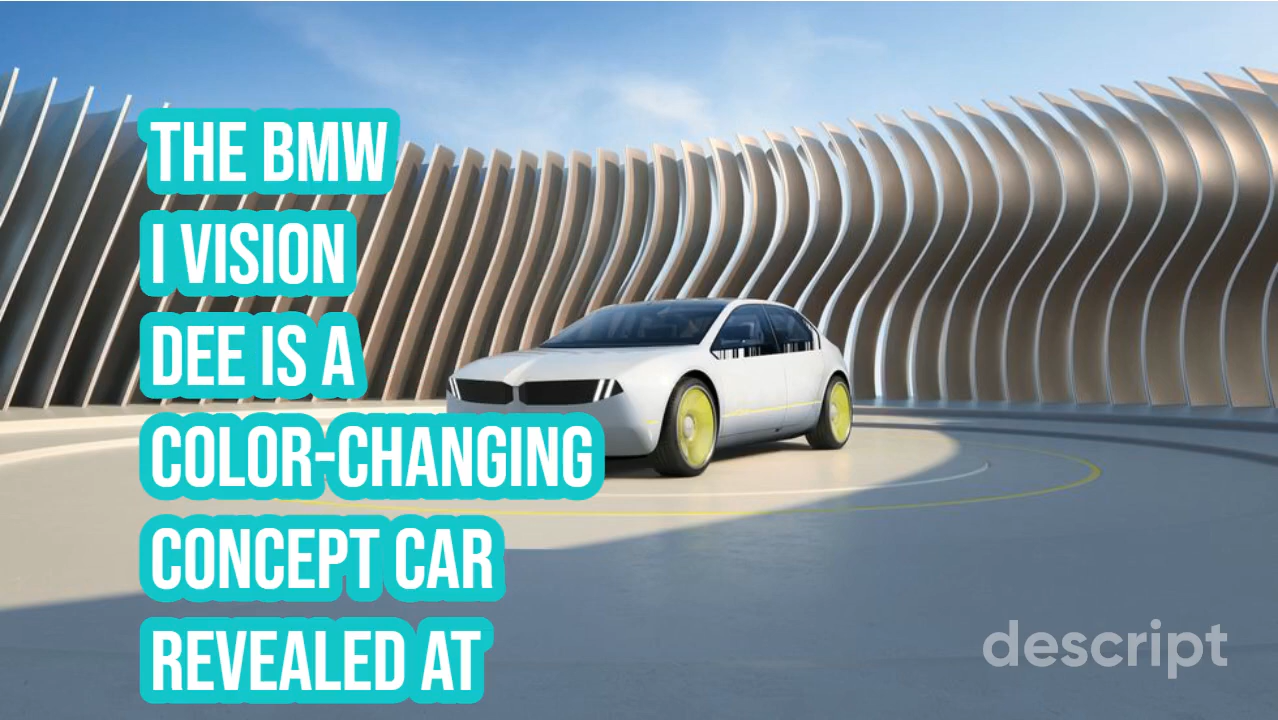 THE BMW
I VISION
DEE IS A
COLOR-CHANGING
CONCEPT CAR
REVEALED AT
descript